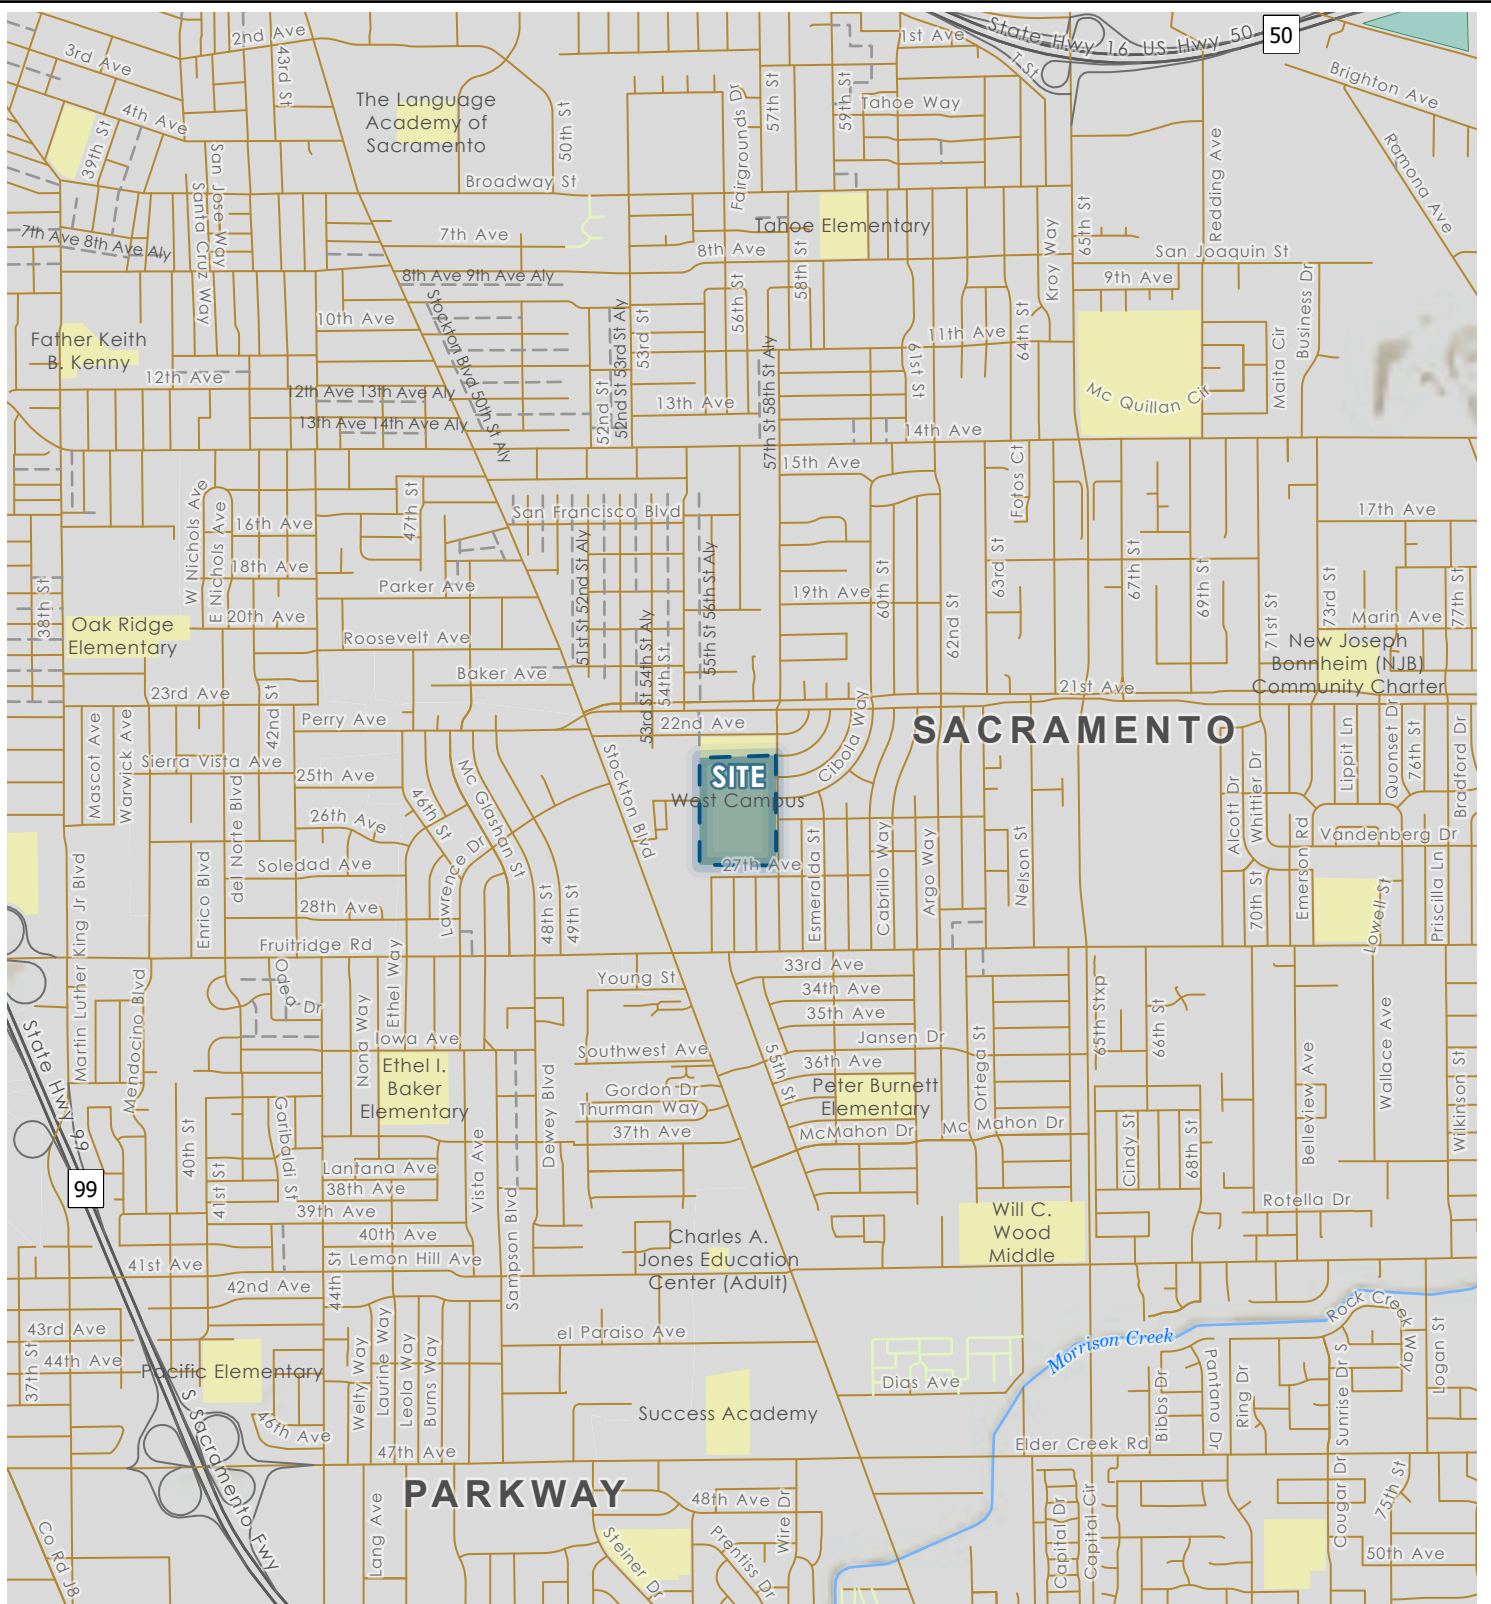 2nd Ave
3rd Ave
43rd St
4th Ave
39th St
San Jose Way
Santa Cruz Way
7th Ave 8th Ave Aly
The Language
Academy of
Sacramento
50th St
Broadway St
Fairgrounds Dr
57th St
59th St
1st Ave
State Hwy 16 US Hwy 50
50
T St
Tahoe Way
Brighton Ave
Ramona Ave
Redding Ave
65th St
Kroy Way
San Joaquin St
9th Ave
7th Ave
8th Ave
Tahoe Elementary
58th St
56th St
8th Ave 9th Ave Aly
Stockton Blvd 50th St Aly
10th Ave
Father Keith
B. Kenny
12th Ave
12th Ave 13th Ave Aly
13th Ave 14th Ave Aly
52nd St
52nd St 53rd St Aly
53rd St
13th Ave
57th St 58th St Aly
11th Ave
61st St
64th St
14th Ave
Mc Quillan Cir
Maita Cir
Business Dr
15th Ave
Fotos Ct
17th Ave
W Nichols Ave
E Nichols Ave
16th Ave
47th St
San Francisco Blvd
18th Ave
Parker Ave
20th Ave
Roosevelt Ave
Baker Ave
38th St
Oak Ridge
Elementary
51st St 52nd St Aly
53rd St 54th St Aly
54th St
55th St 56th St Aly
19th Ave
60th St
62nd St
63rd St
67th St
69th St
71st St
73rd St
Marin Ave
77th St
New Joseph
Bonnheim (NJB)
Community Charter
21st Ave
23rd Ave
42nd St
Perry Ave
22nd Ave
SACRAMENTO
Mascot Ave
Warwick Ave
Sierra Vista Ave
25th Ave
26th Ave
46th St
Mc Glashan St
Stockton Blvd
SITE
West Campus
27th Ave
Cibola Way
Lippit Ln
Quonset Dr
76th St
Bradford Dr
Alcott Dr
Whittier Dr
Vandenberg Dr
del Norte Blvd
Enrico Blvd
Soledad Ave
28th Ave
Lawrence Dr
48th St
49th St
Esmeralda St
Cabrillo Way
Argo Way
Nelson St
70th St
Emerson Rd
Lowell St
Priscilla Ln
Martin Luther King Jr Blvd
Fruitridge Rd
Odea Dr
Ethel Way
Young St
33rd Ave
34th Ave
35th Ave
Jansen Dr
36th Ave
State Hwy 99
99
Mendocino Blvd
Nona Way
Iowa Ave
Ethel I.
Baker
Elementary
Southwest Ave
Gordon Dr
Thurman Way
37th Ave
Dewey Blvd
55th St
Peter Burnett
Elementary
McMahon Dr
Mc Mahon Dr
Ortega St
65th Stxp
66th St
Cindy St
68th St
Belleview Ave
Wallace Ave
Wilkinson St
40th St
41st St
Garibaldi St
Lantana Ave
38th Ave
39th Ave
40th Ave
Lemon Hill Ave
Vista Ave
Sampson Blvd
Charles A.
Jones Education
Center (Adult)
Will C.
Wood
Middle
Rotella Dr
41st Ave
42nd Ave
44th St
43rd Ave
44th Ave
37th St
Pacific Elementary
46th Ave
el Paraiso Ave
Morrison Creek
Rock Creek Way
Logan St
Welty Way
Laurine Way
Leola Way
Burns Way
Dias Ave
Success Academy
Bibbs Dr
Pantano Dr
Ring Dr
Sunrise Dr S
Elder Creek Rd
47th Ave
S Sacramento Fwy
PARKWAY
48th Ave
Wire Dr
Lang Ave
Steiner Dr
Prentiss Dr
Co Rd J8
Capital Dr
Capital Cir
Cougar Dr
75th St
50th Ave